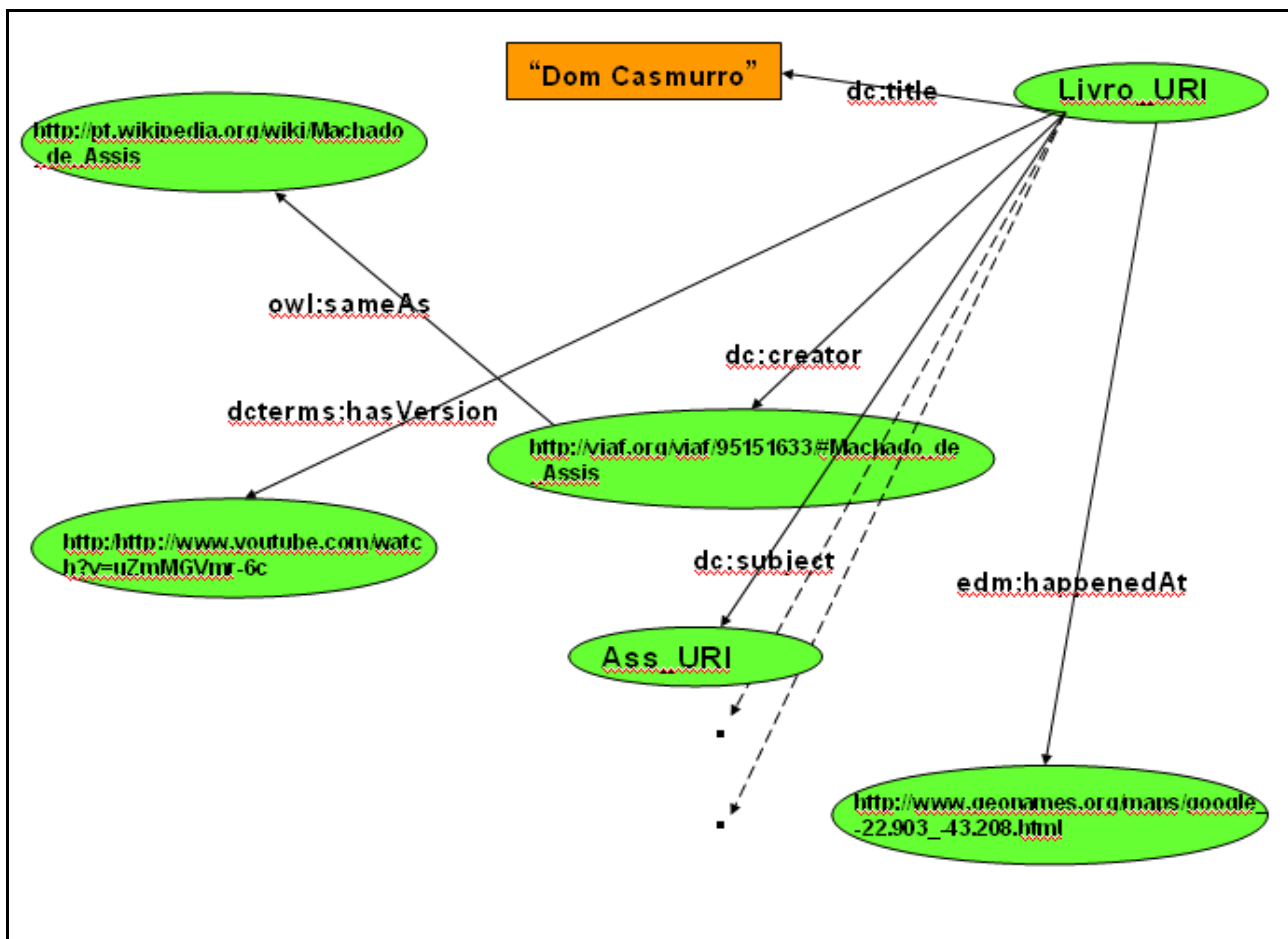 “Dom Casmurro”
dc:title
Livro_URI
http://pt.wikipedia.org/wiki/Machado
_de_Assis
owl:sameAs
dc:creator
dcterms:hasVersion
http://viaf.org/viaf/95151633/#Machado_de
_Assis
http:/http://www.youtube.com/watc
h?v=uZmMGVmr-6c
dc:subject
edm:happenedAt
Ass_URI
http://www.geonames.org/maps/google_
-22.903_-43.208.html